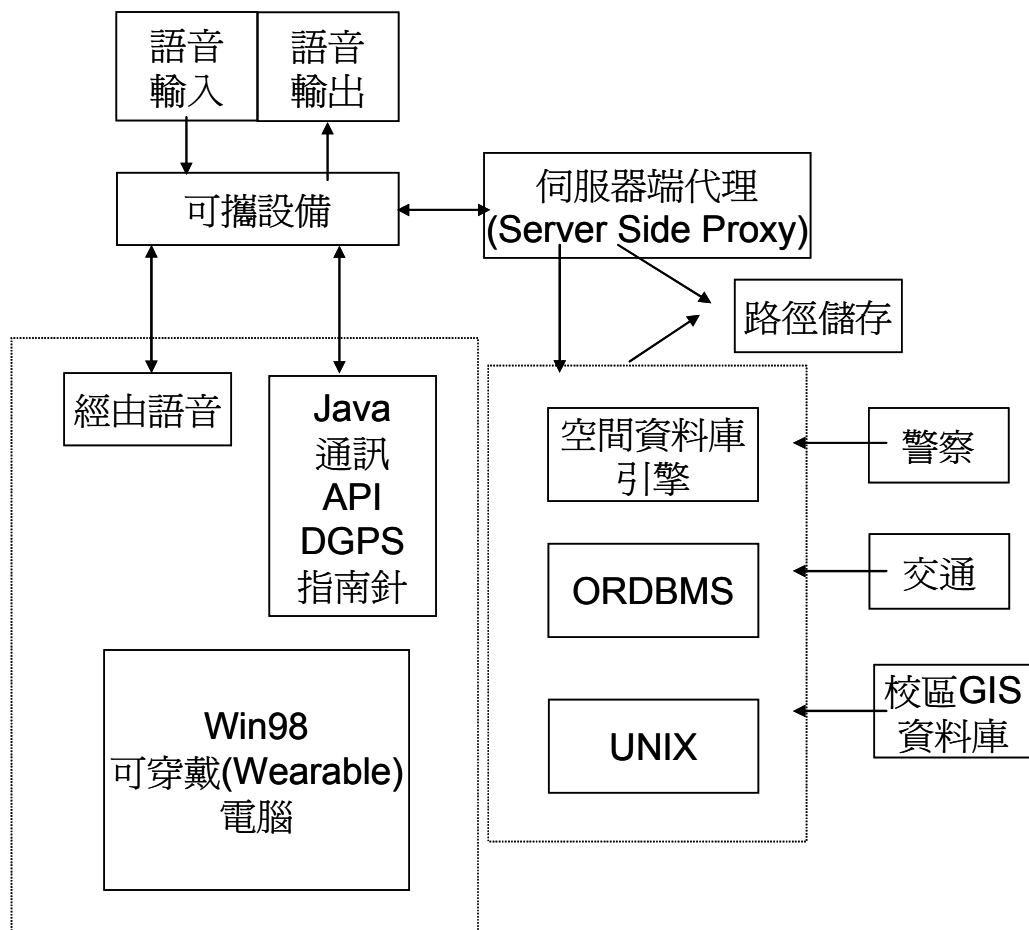 語音
輸入
語音
輸出
可攜設備
伺服器端代理
(Server Side Proxy)
路徑儲存
經由語音
Java
通訊
API
DGPS
指南針
Win98
可穿戴(Wearable)
電腦
空間資料庫
引擎
ORDBMS
UNIX
警察
交通
校區GIS
資料庫